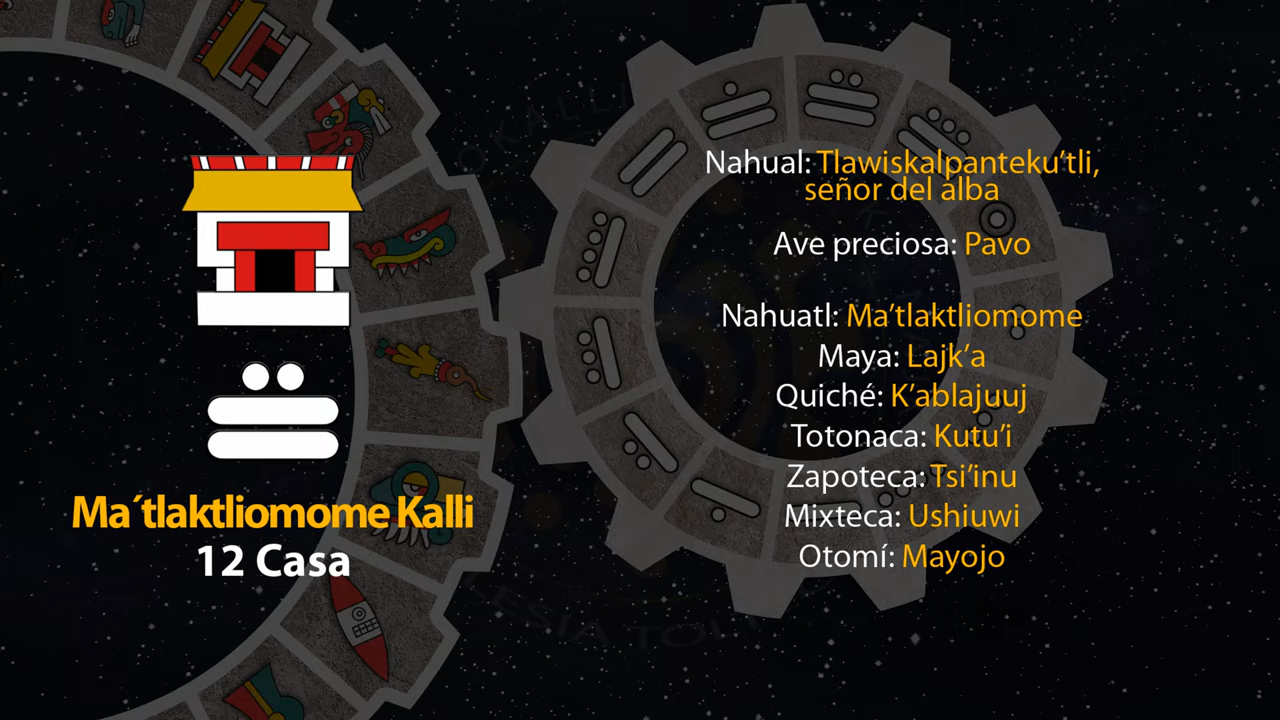 Ma´tlaktliomome Kalli
12 Casa
Nahual: Tlawiskalpanteku’tli,
señor del alba
Ave preciosa: Pavo
Nahuatl: Ma’tlaktliomome
Maya: Lajk’a
Quiché: K’ablajuuj
Totonaca: Kutu’i
Zapoteca: Tsi’inu
Mixteca: Ushiuwi
Otomí: Mayojo